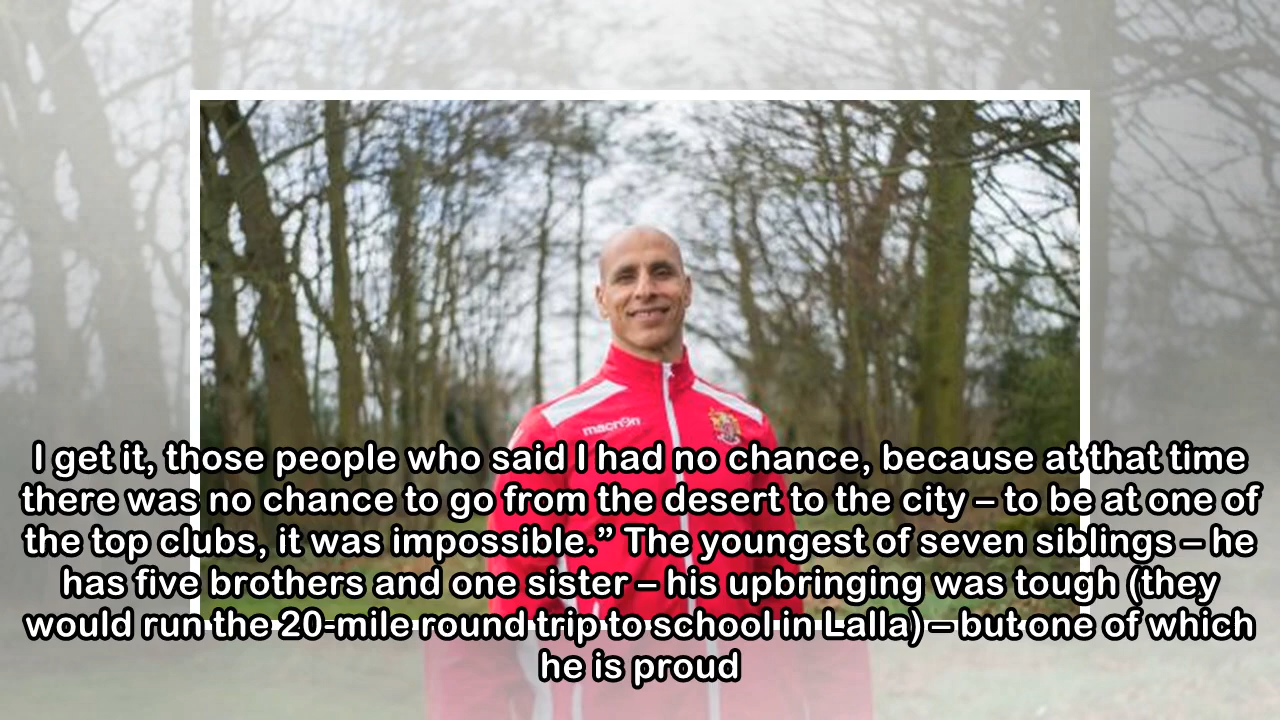 macron
I get it, those people who said I had no chance, because at that time
there was no chance to go from the desert to the city – to be at one of
the top clubs, it was impossible.” The youngest of seven siblings – he
has five brothers and one sister – his upbringing was tough (they
would run the 20-mile round trip to school in Lalla) – but one of which
he is proud